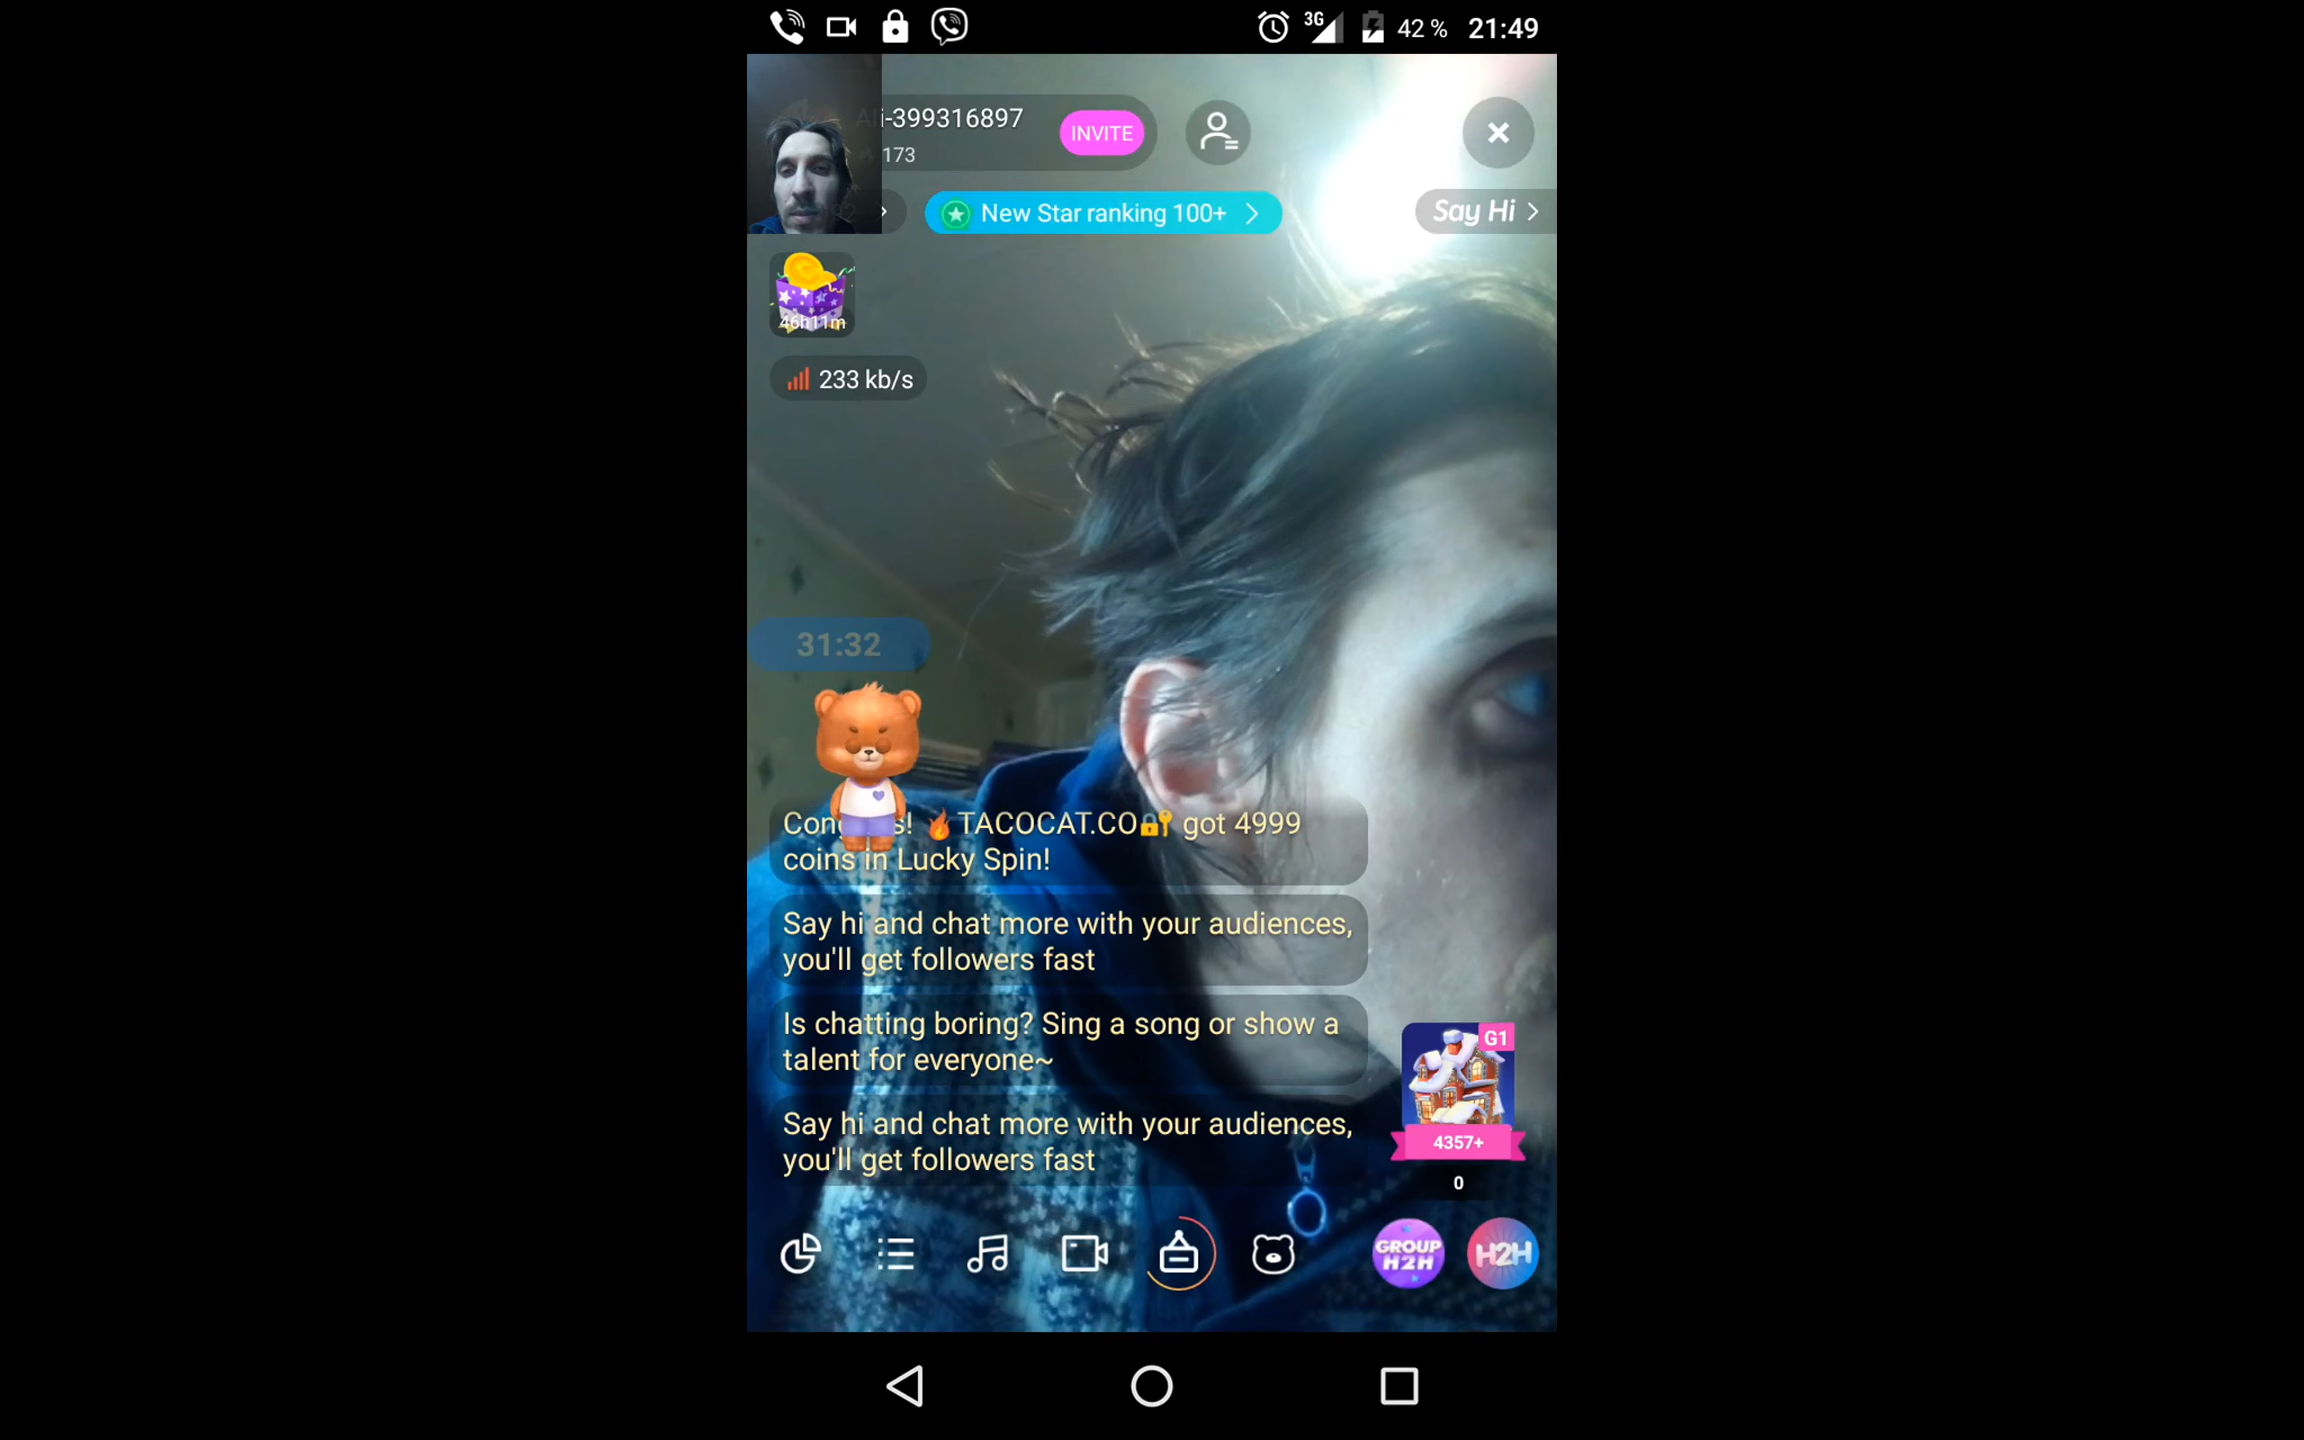 3G 42 % 21:49
i-399316897
INVITE
173
New Star ranking 100+
Say Hi
46h11m
233 kb/s
31:32
🔥TACOCAT.CO🔐 got 4999
coins in Lucky Spin!
Say hi and chat more with your audiences,
you'll get followers fast
Is chatting boring? Sing a song or show a
talent for everyone~
Say hi and chat more with your audiences,
you'll get followers fast
G1
4357+
0
GROUP
H2H
H2H